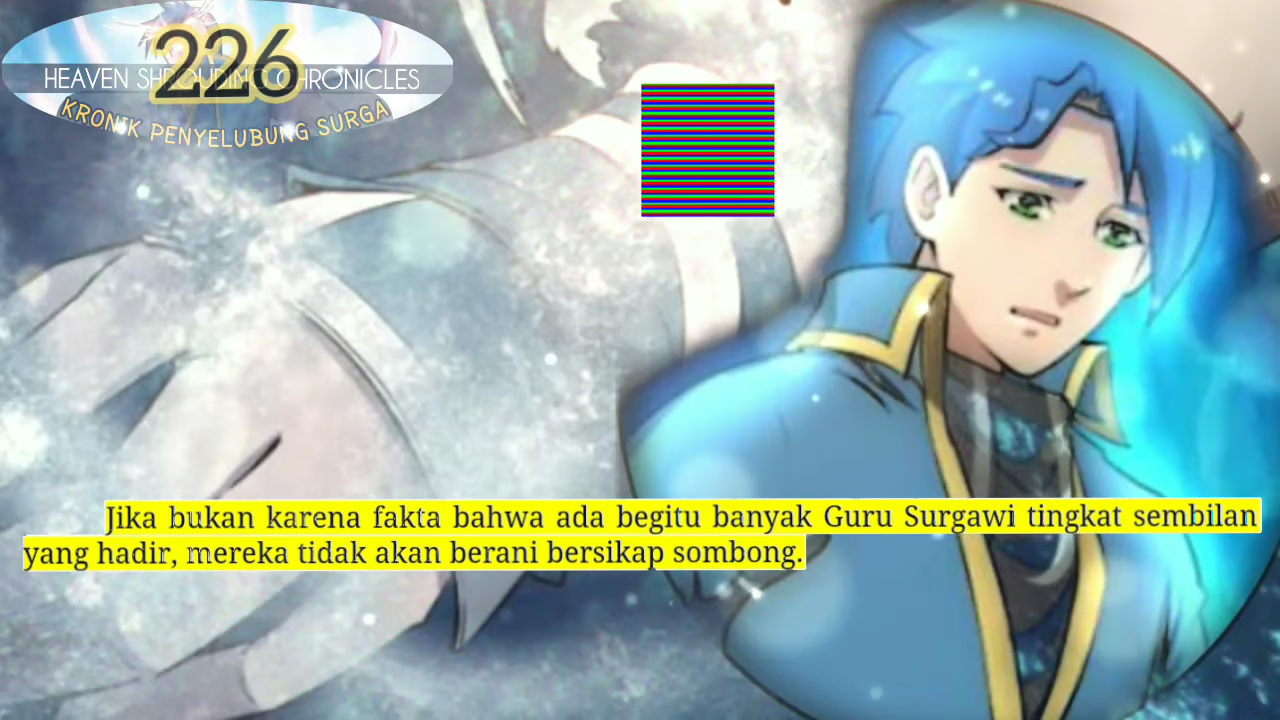 226
HEAVEN SHROUDING CHRONICLES
KRONIK PENYELUBUNG SURGA
Jika bukan karena fakta bahwa ada begitu banyak Guru Surgawi tingkat sembilan
yang hadir, mereka tidak akan berani bersikap sombong.